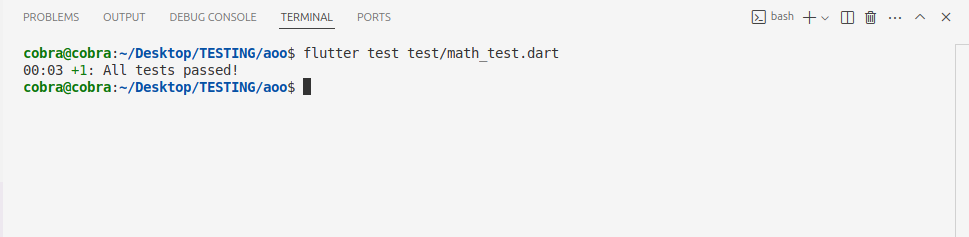 PROBLEMS OUTPUT DEBUG CONSOLE TERMINAL PORTS bash
cobra@cobra:~/Desktop/TESTING/aoo$ flutter test test/math_test.dart
00:03 +1: All tests passed!
cobra@cobra:~/Desktop/TESTING/aoo$